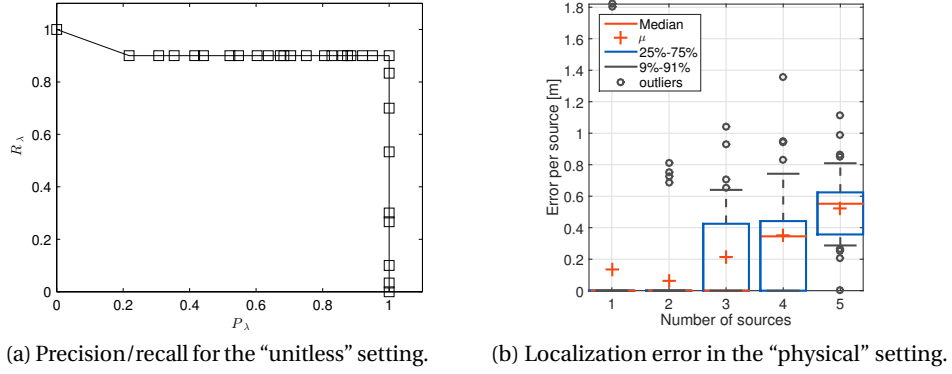 1
0.8
0.6
0.4
0.2
0
0 0.2 0.4 0.6 0.8 1
R λ
P λ
1.8
1.6
1.4
1.2
1
0.8
0.6
0.4
0.2
0
1 2 3 4 5
Error per source [m]
Number of sources
Median
μ
25%-75%
9%-91%
outliers
(a) Precision/recall for the “unitless” setting.
(b) Localization error in the “physical” setting.